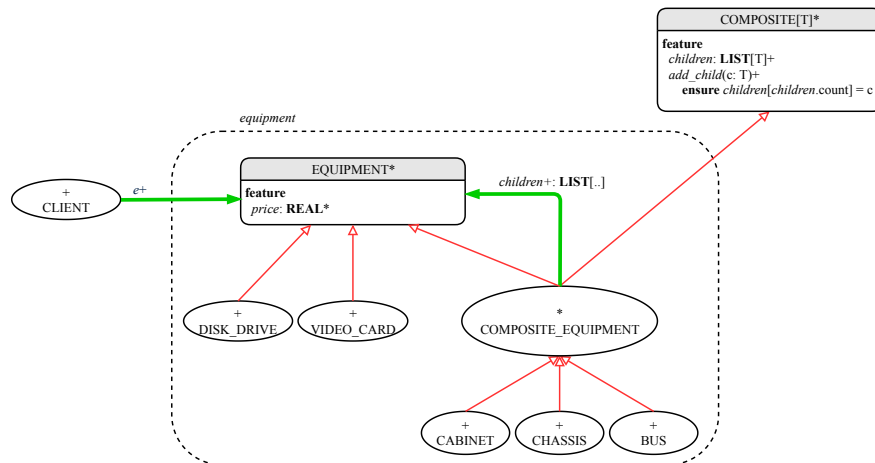 COMPOSITE[T]*
feature
children: LIST[T]+
add_child(c: T)+
ensure children[children.count] = c
equipment
EQUIPMENT*
feature
price: REAL*
children+: LIST[..]
e+
+
CLIENT
+
DISK_DRIVE
+
VIDEO_CARD
*
COMPOSITE_EQUIPMENT
+
CABINET
+
CHASSIS
+
BUS